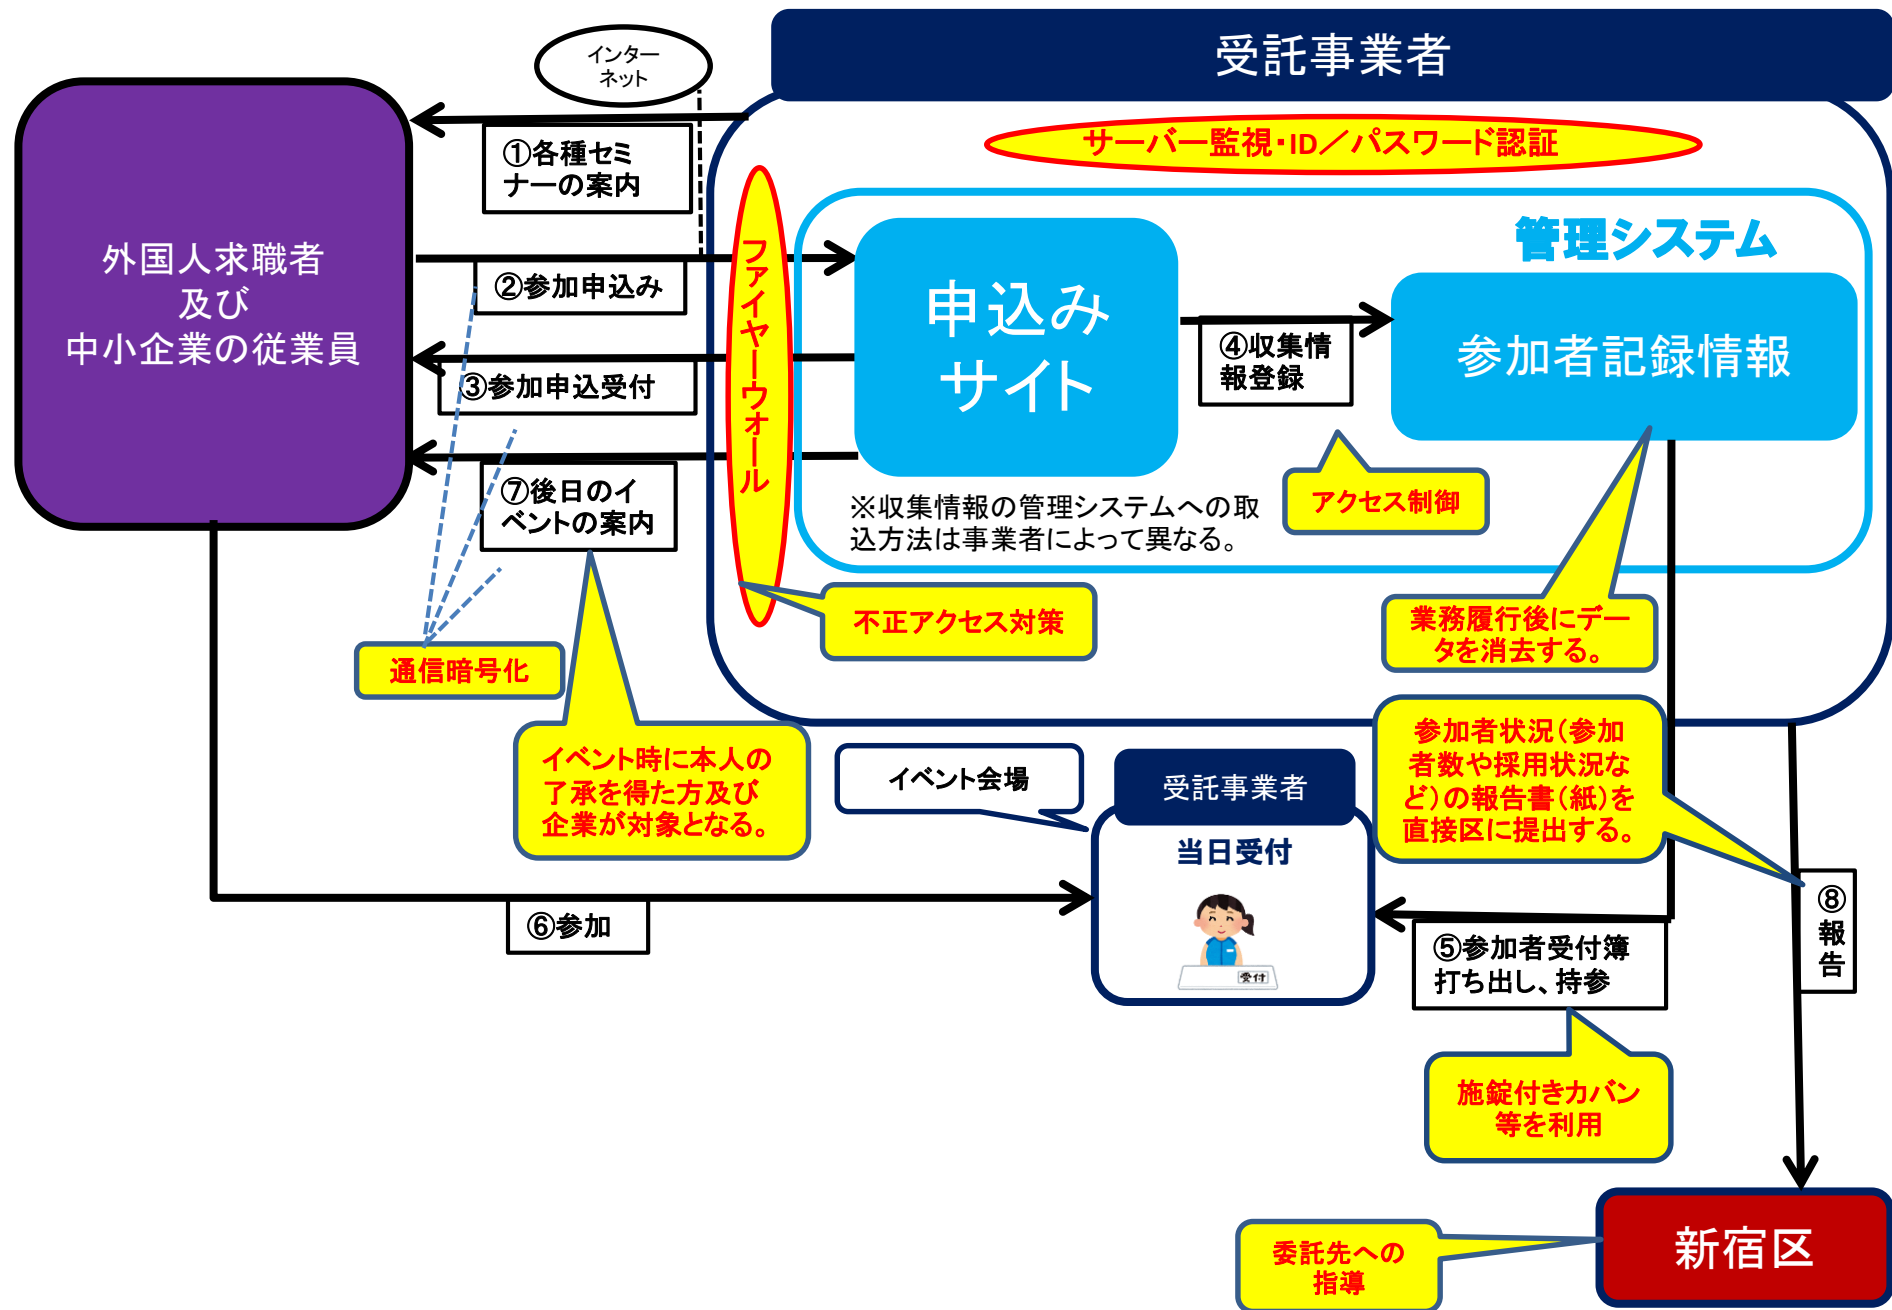 受託事業者
インター
ネット
サーバー監視・ID／パスワード認証
①各種セミ
ナーの案内
管理システム
外国人求職者
及び
中小企業の従業員
②参加申込み
ファイヤーウォール
申込み
サイト
④収集情
報登録
参加者記録情報
③参加申込受付
⑦後日のイ
ベントの案内
※収集情報の管理システムへの取
込方法は事業者によって異なる。
アクセス制御
不正アクセス対策
業務履行後にデー
タを消去する。
通信暗号化
イベント時に本人の
了承を得た方及び
企業が対象となる。
イベント会場
受託事業者
当日受付
受付
参加者状況（参加
者数や採用状況な
ど）の報告書（紙）を
直接区に提出する。
⑥参加
⑤参加者受付簿
打ち出し、持参
⑧報告
施錠付きカバン
等を利用
委託先への
指導
新宿区